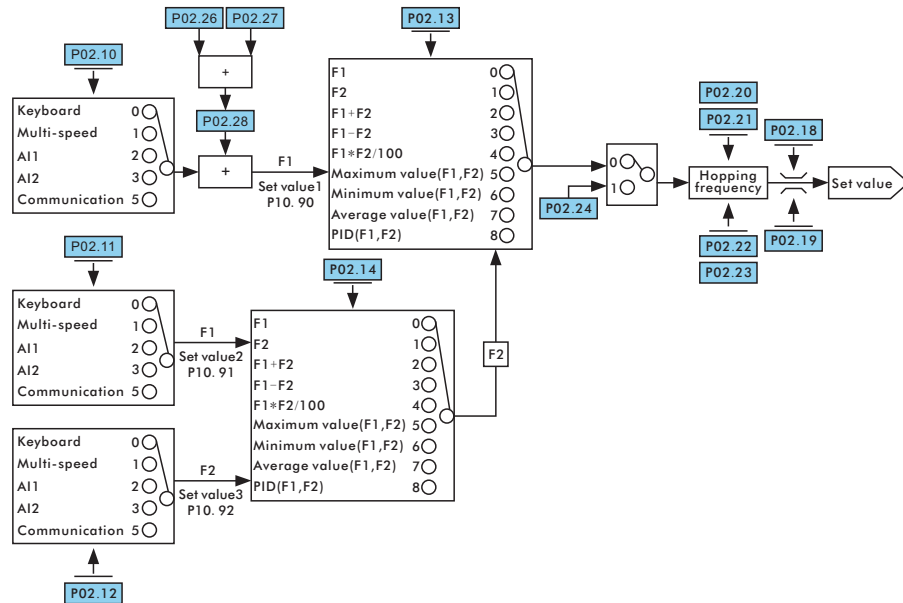 P02.26 P02.27
P02.13
P02.10
+
Keyboard 0
Multi-speed 1
AI1 2
AI2 3
Communication 5
P02.28
+
F1
Set value1
P10. 90
F1 0
F2 1
F1+F2 2
F1-F2 3
F1*F2/100 4
Maximum value(F1,F2) 5
Minimum value(F1,F2) 6
Average value(F1,F2) 7
PID(F1,F2) 8
0
1
P02.24
P02.20
P02.21
P02.18
Hopping
frequency
Set value
P02.22
P02.19
P02.23
P02.11
Keyboard 0
Multi-speed 1
AI1 2
AI2 3
Communication 5
F1
Set value2
P10. 91
P02.14
F1 0
F2 1
F1+F2 2
F1-F2 3
F1*F2/100 4
Maximum value(F1,F2) 5
Minimum value(F1,F2) 6
Average value(F1,F2) 7
PID(F1,F2) 8
F2
Keyboard 0
Multi-speed 1
AI1 2
AI2 3
Communication 5
F2
Set value3
P10. 92
P02.12